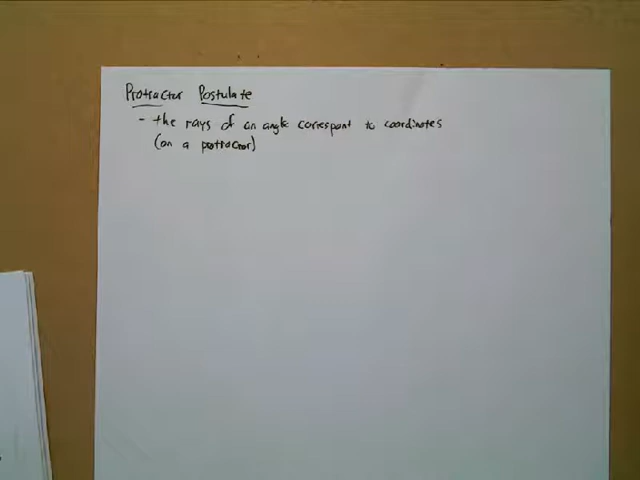 Protractor Postulate
- the rays of an angle correspont to coordinates
(on a protractor)